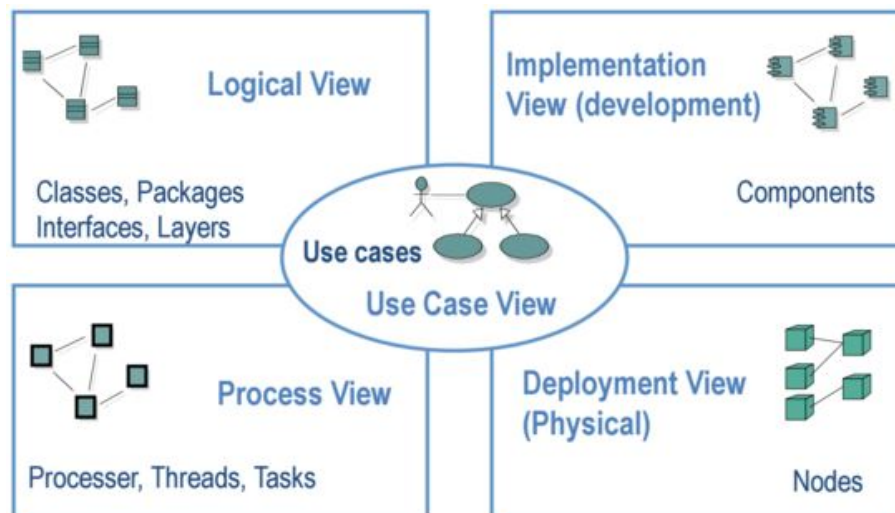 Logical View
Classes, Packages
Interfaces, Layers
Implementation
View (development)
Components
Use cases
Use Case View
Process View
Processer, Threads, Tasks
Deployment View
(Physical)
Nodes